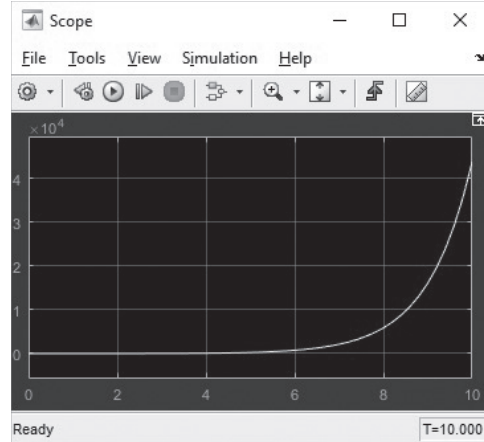 Scope
File Tools View Simulation Help
×10⁴
4
3
2
1
0
0 2 4 6 8 10
Ready T=10.000